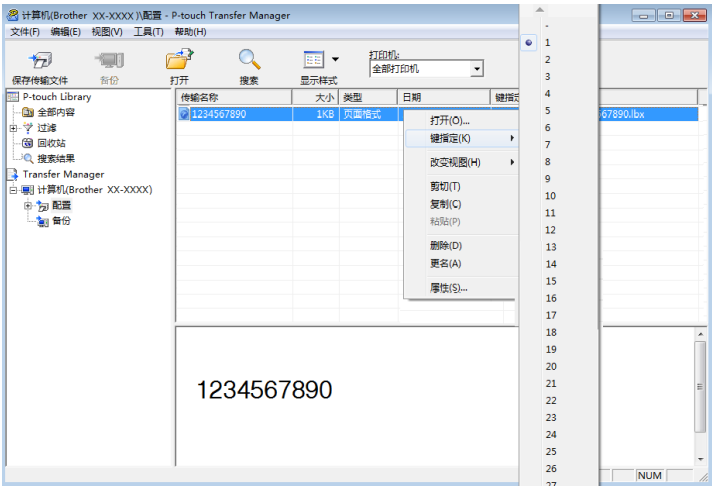 计算机(Brother XX-XXXX)\配置 - P-touch Transfer Manager
文件(F) 编辑(E) 视图(V) 工具(T) 帮助(H)
打印机:
全部打印机
保存传输文件 备份 打开 搜索 显示样式
P-touch Library
全部内容
过滤
回收站
搜索结果
Transfer Manager
计算机(Brother XX-XXXX)
配置
备份
传输名称 大小 类型 日期 键指定
1234567890 1KB 页面格式 67890.lbx
打开(O)...
键指定(K)
改变视图(H)
剪切(T)
复制(C)
粘贴(P)
删除(D)
更名(A)
属性(S)...
-
1
2
3
4
5
6
7
8
9
10
11
12
13
14
15
16
17
18
19
20
21
22
23
24
25
26
27
1234567890
NUM